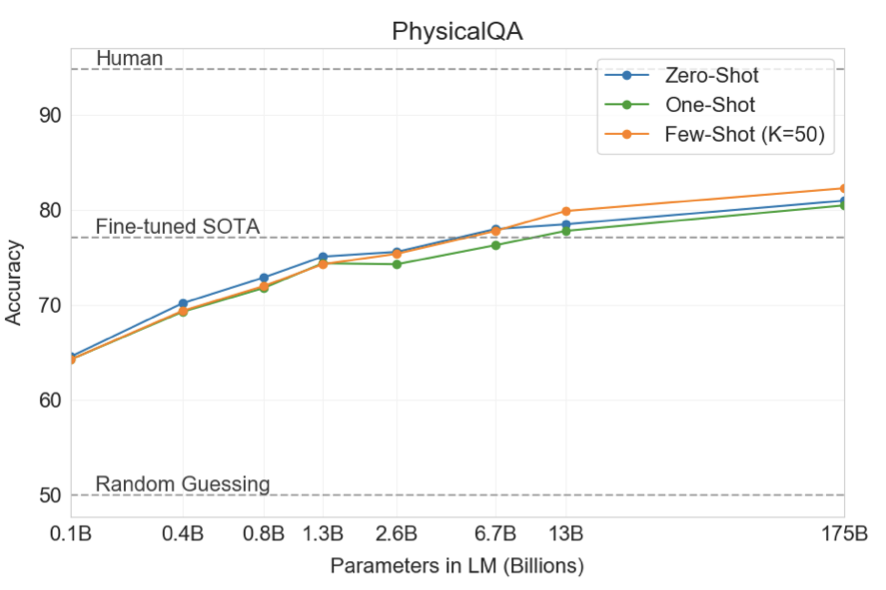 PhysicalQA
Human
Zero-Shot
One-Shot
Few-Shot (K=50)
90
80
Fine-tuned SOTA
Accuracy
70
60
Random Guessing
50
0.1B 0.4B 0.8B 1.3B 2.6B 6.7B 13B 175B
Parameters in LM (Billions)